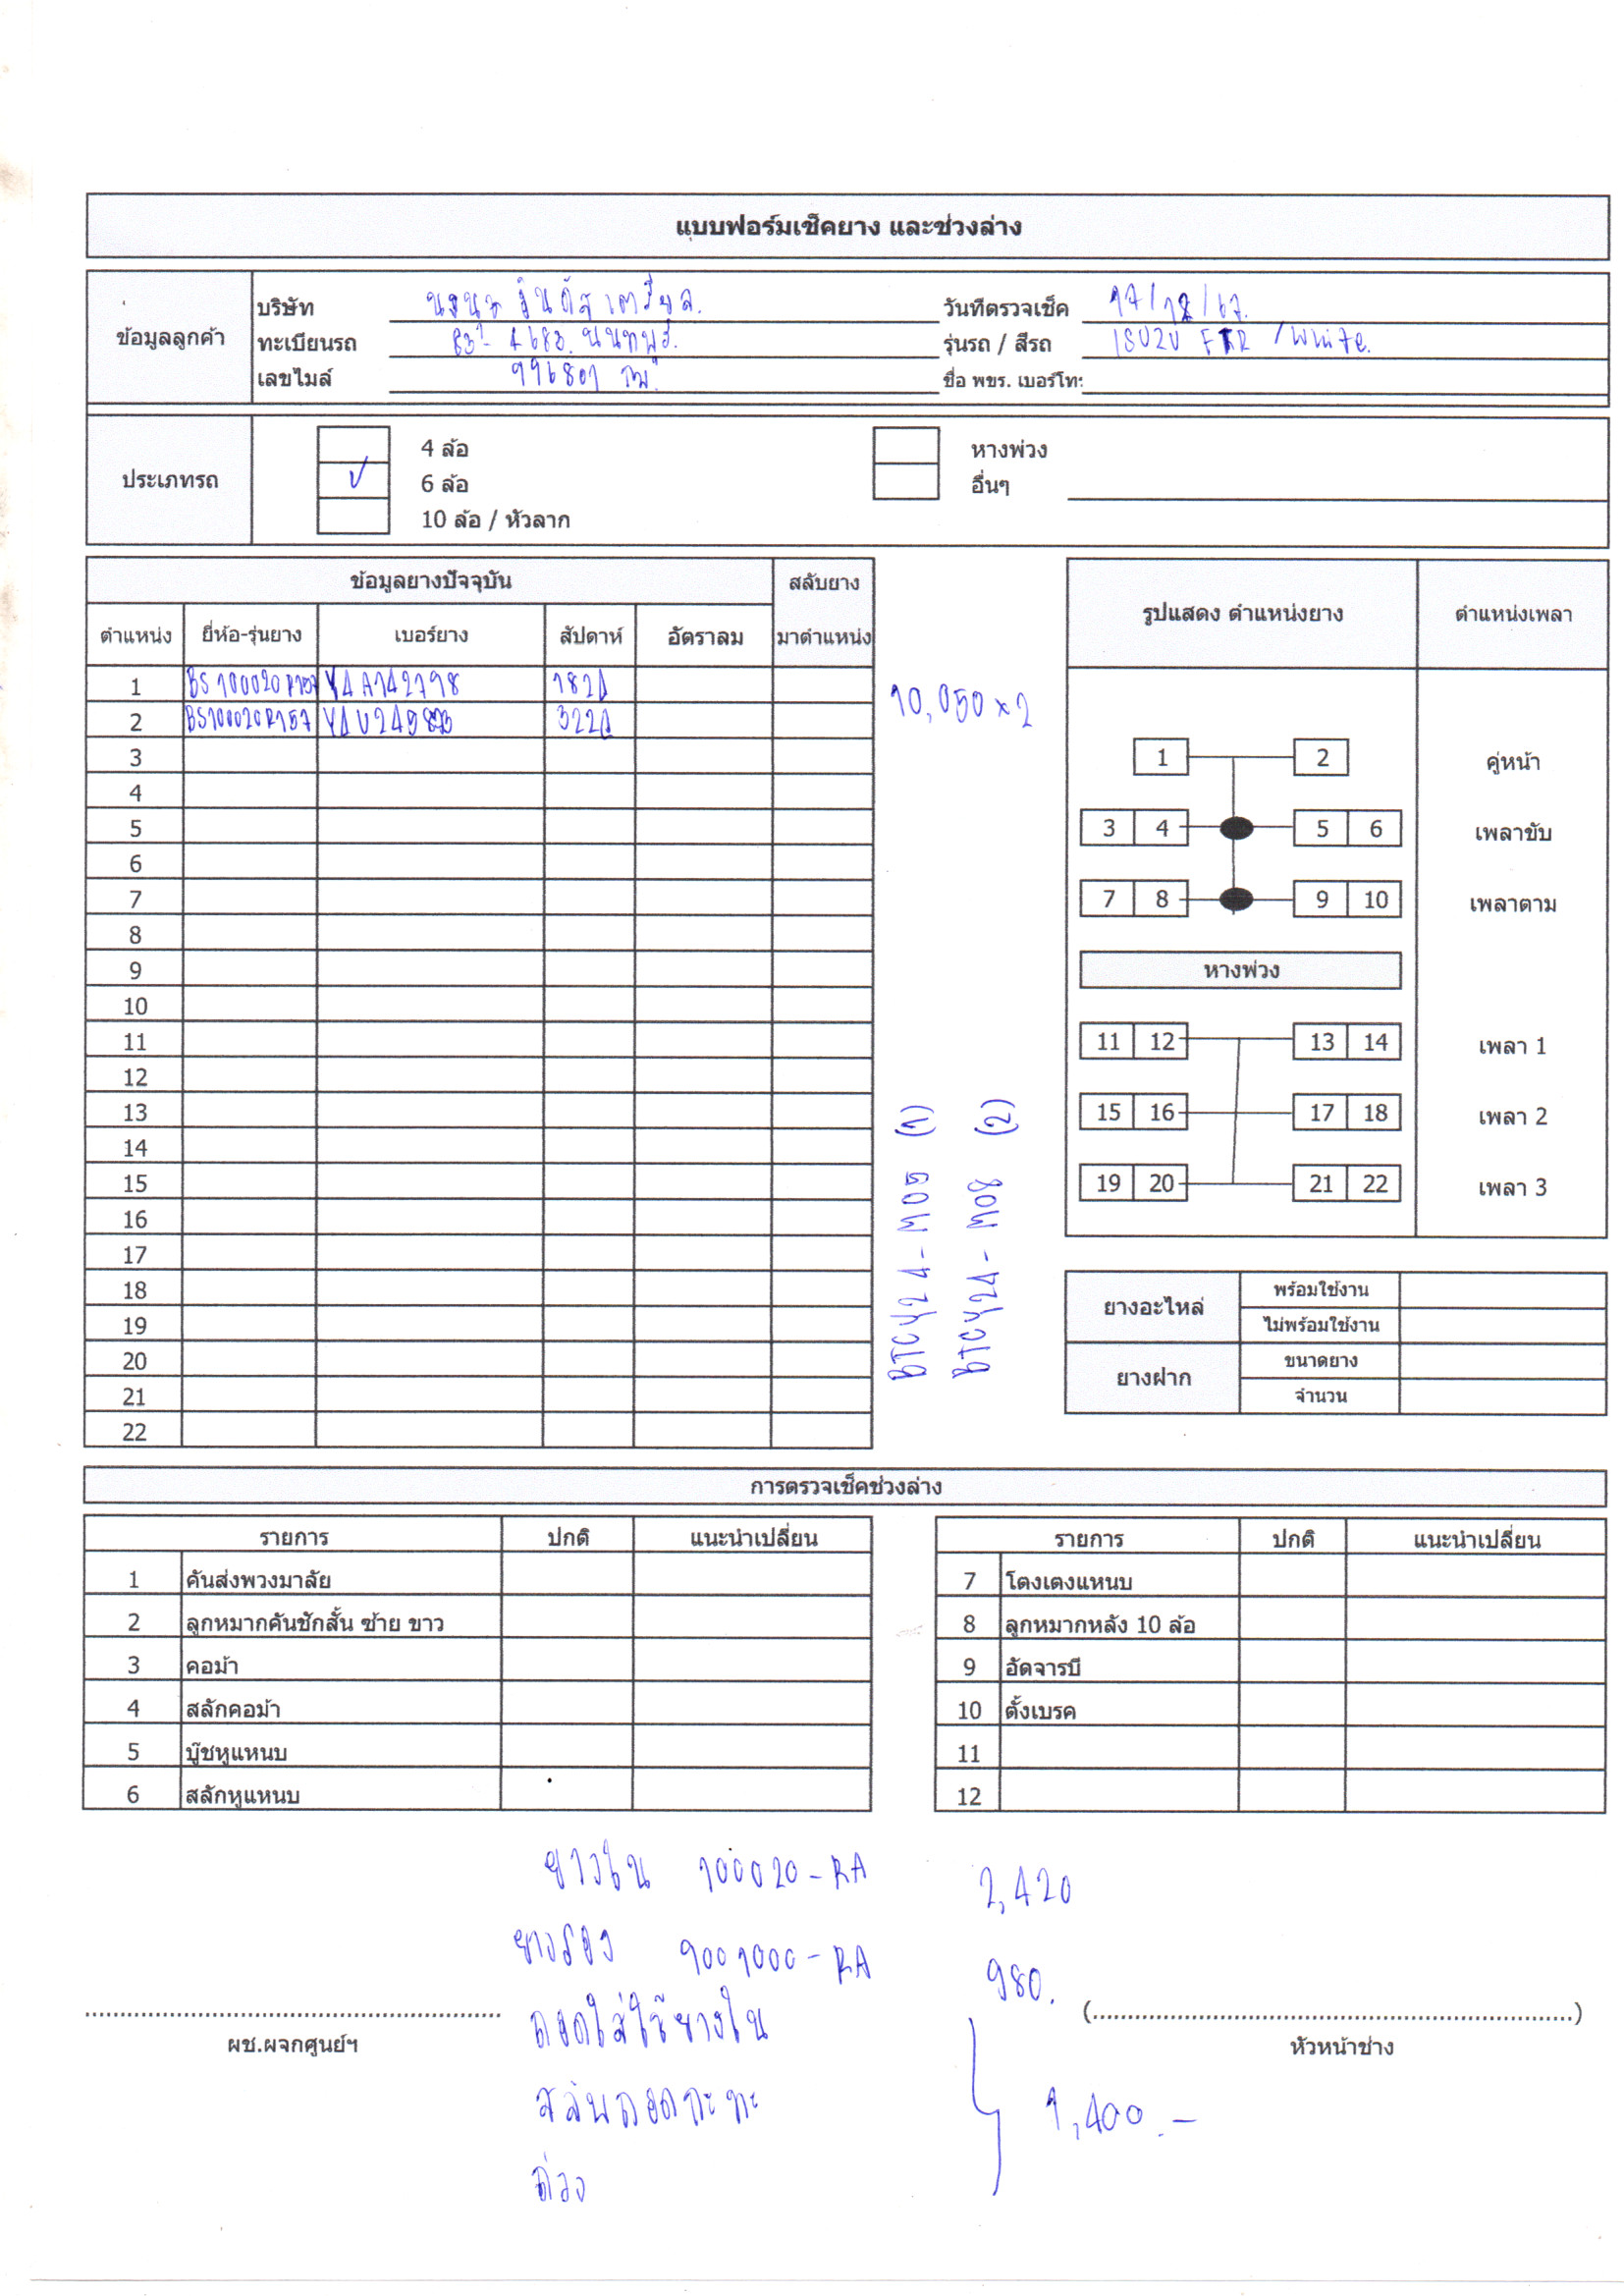 แบบฟอร์มเช็คยาง และช่วงล่าง
ข้อมูลลูกค้า
บริษัท วันที่ตรวจเช็ค 17/12/67.
ทะเบียนรถ 83-4683. นนทบุรี. รุ่นรถ / สีรถ ISUZU FTR /White.
เลขไมล์ 996801 กม. ชื่อ พขร. เบอร์โทร
ประเภทรถ
4 ล้อ หางพ่วง
6 ล้อ อื่นๆ
10 ล้อ / หัวลาก
ข้อมูลยางปัจจุบัน สลับยาง
ตำแหน่ง ยี่ห้อ-รุ่นยาง เบอร์ยาง สัปดาห์ อัตราลม มาตำแหน่ง
1 BS100020R157 Y4A142798 1824
2 BS100020R157 3224
10,050 x 2
3
4
5
6
7
8
9
10
11
12
13
14
15
16
17
18
19
20
21
22
BTCY24-M08 (2)
รูปแสดง ตำแหน่งยาง ตำแหน่งเพลา
1 2 คู่หน้า
3 4 5 6 เพลาขับ
7 8 9 10 เพลาตาม
หางพ่วง
11 12 13 14 เพลา 1
15 16 17 18 เพลา 2
19 20 21 22 เพลา 3
ยางอะไหล่ พร้อมใช้งาน
ไม่พร้อมใช้งาน
ยางฝาก ขนาดยาง
จำนวน
การตรวจเช็คช่วงล่าง
รายการ ปกติ แนะนำเปลี่ยน รายการ ปกติ แนะนำเปลี่ยน
1 คันส่งพวงมาลัย 7 โตงเตงแหนบ
2 ลูกหมากคันชักสั้น ซ้าย ขาว 8 ลูกหมากหลัง 10 ล้อ
3 คอม้า 9 อัดจารบี
4 สลักคอม้า 10 ตั้งเบรค
5 บู๊ชหูแหนบ 11
6 สลักหูแหนบ 12
ยางใน 100020-RA 2,420
ยางรอง 9001000-RA 980.
ถอดใส่ใช้ยางใน
สลับถอดกะทะ 1,400.-
ถ่วง
ผช.ผจกศูนย์ฯ
หัวหน้าช่าง